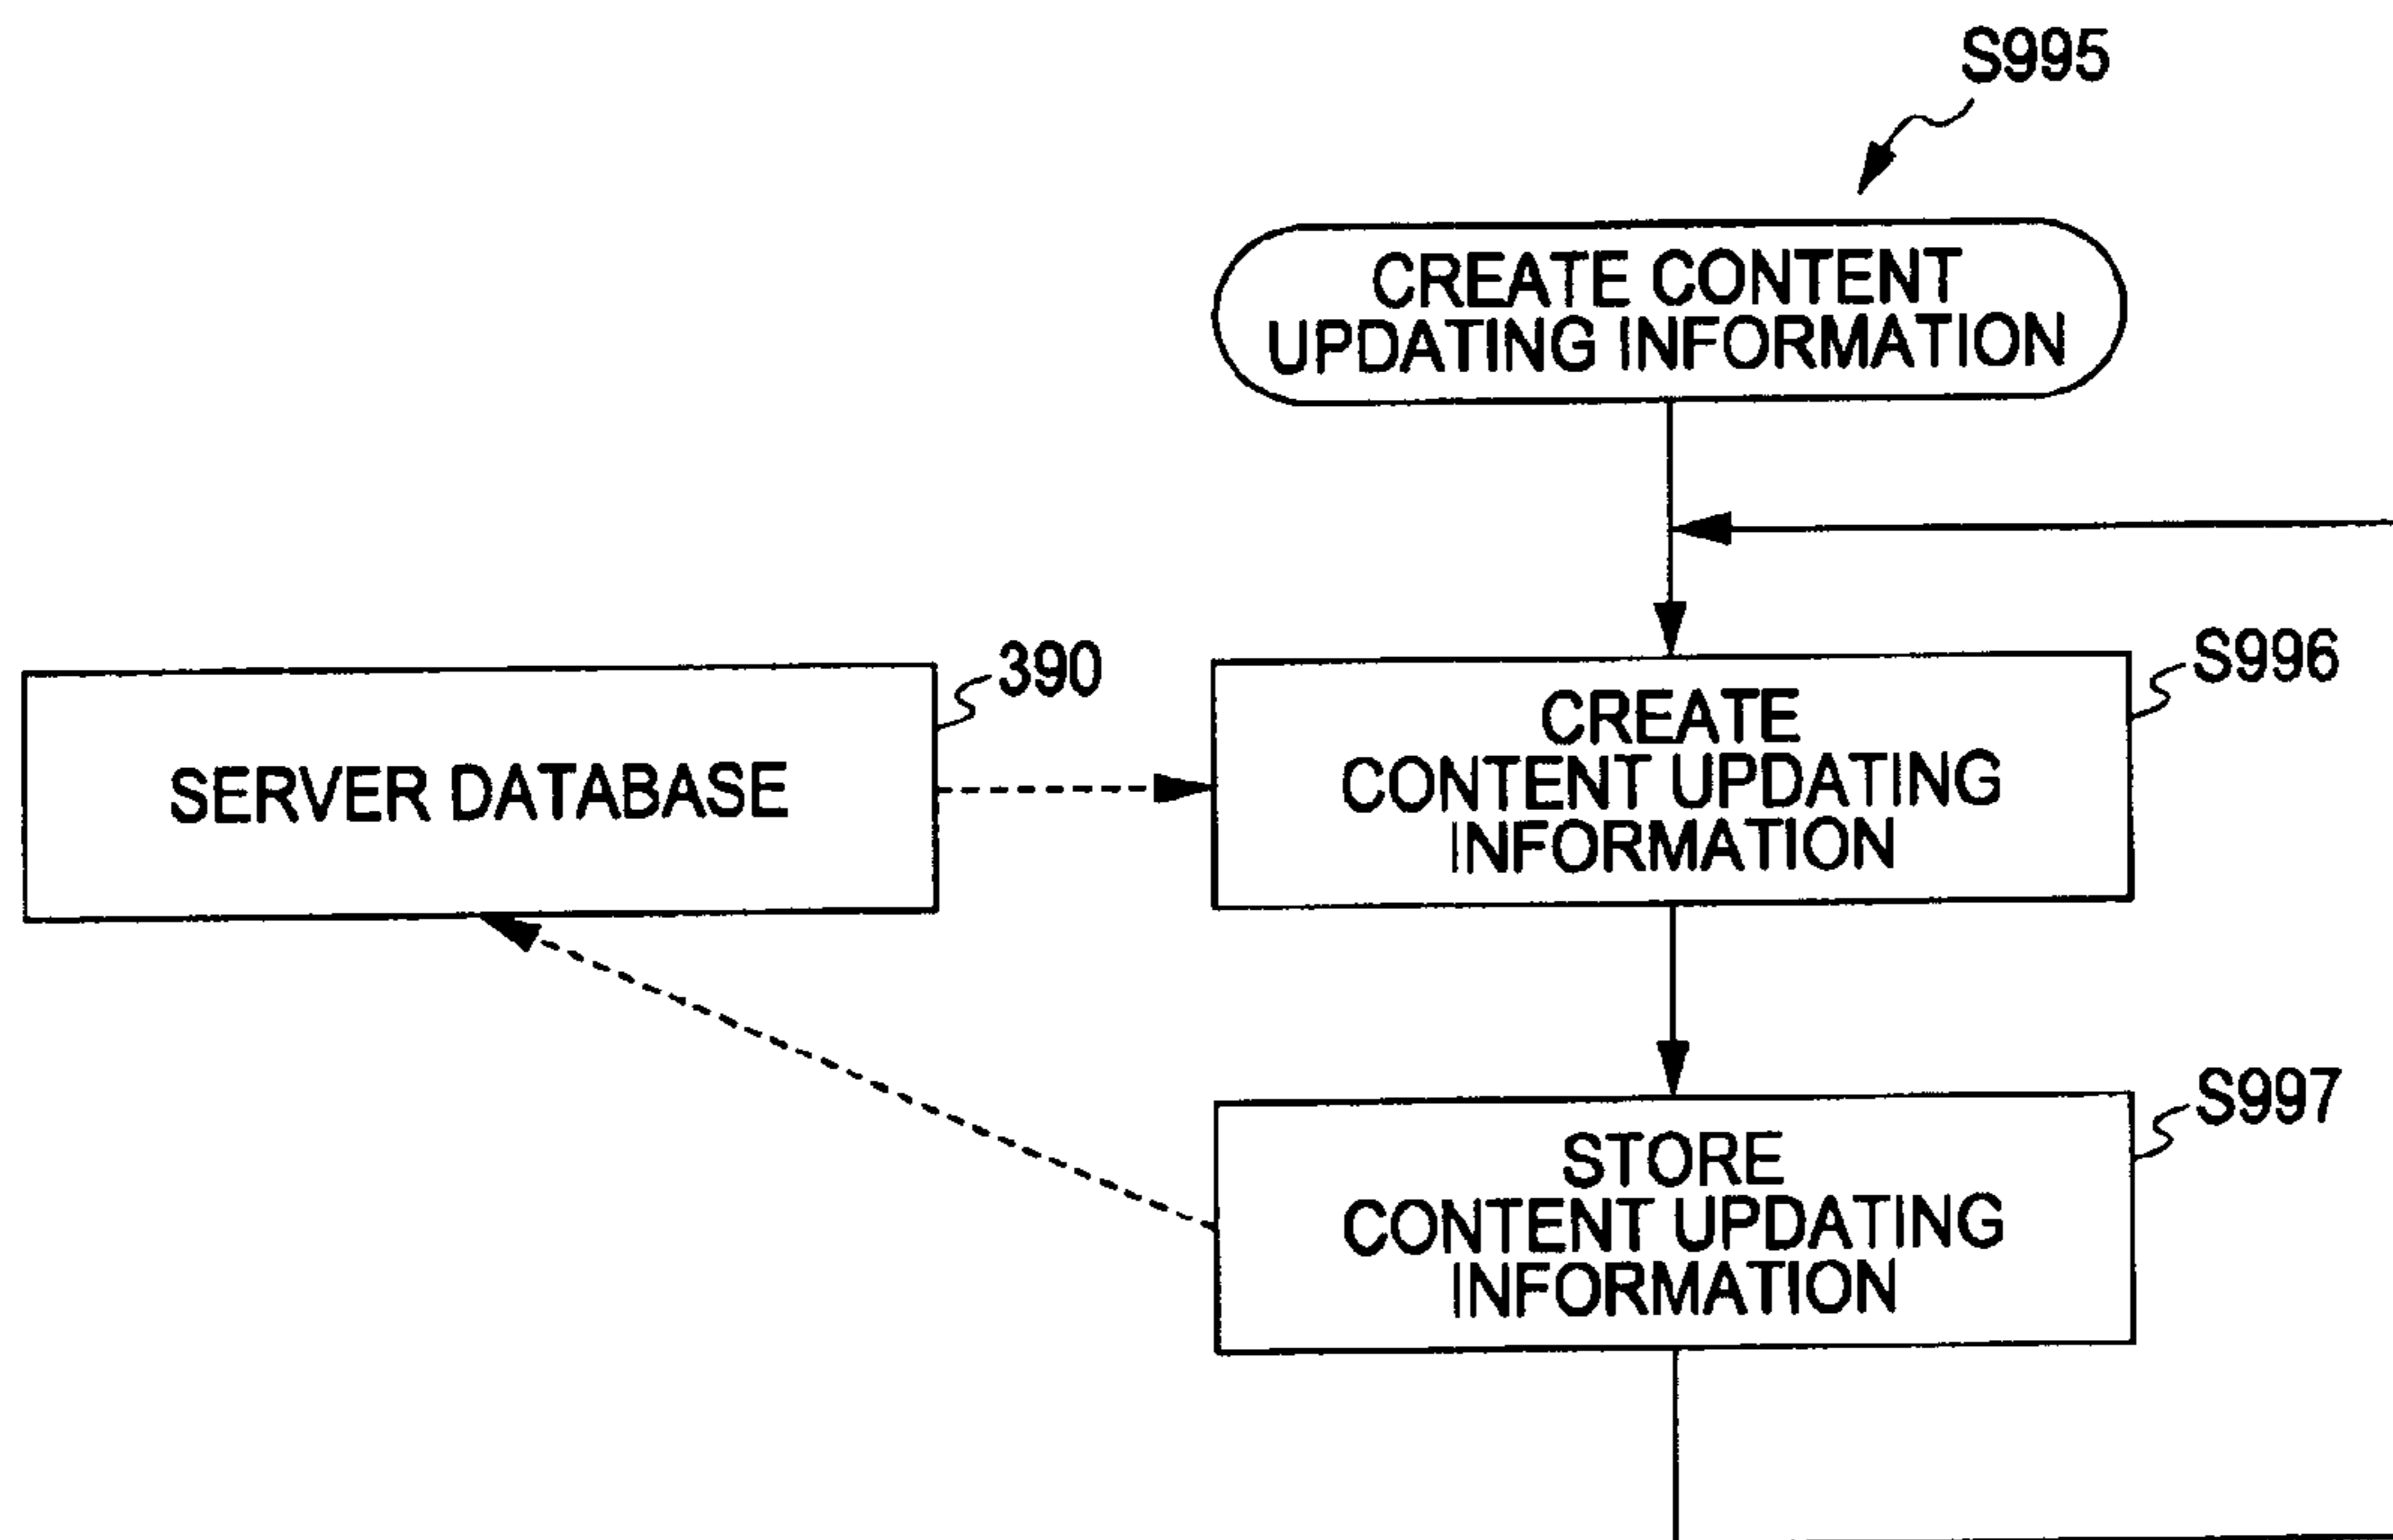 S995
CREATE CONTENT
UPDATING INFORMATION
390
SERVER DATABASE
S996
CREATE
CONTENT UPDATING
INFORMATION
S997
STORE
CONTENT UPDATING
INFORMATION